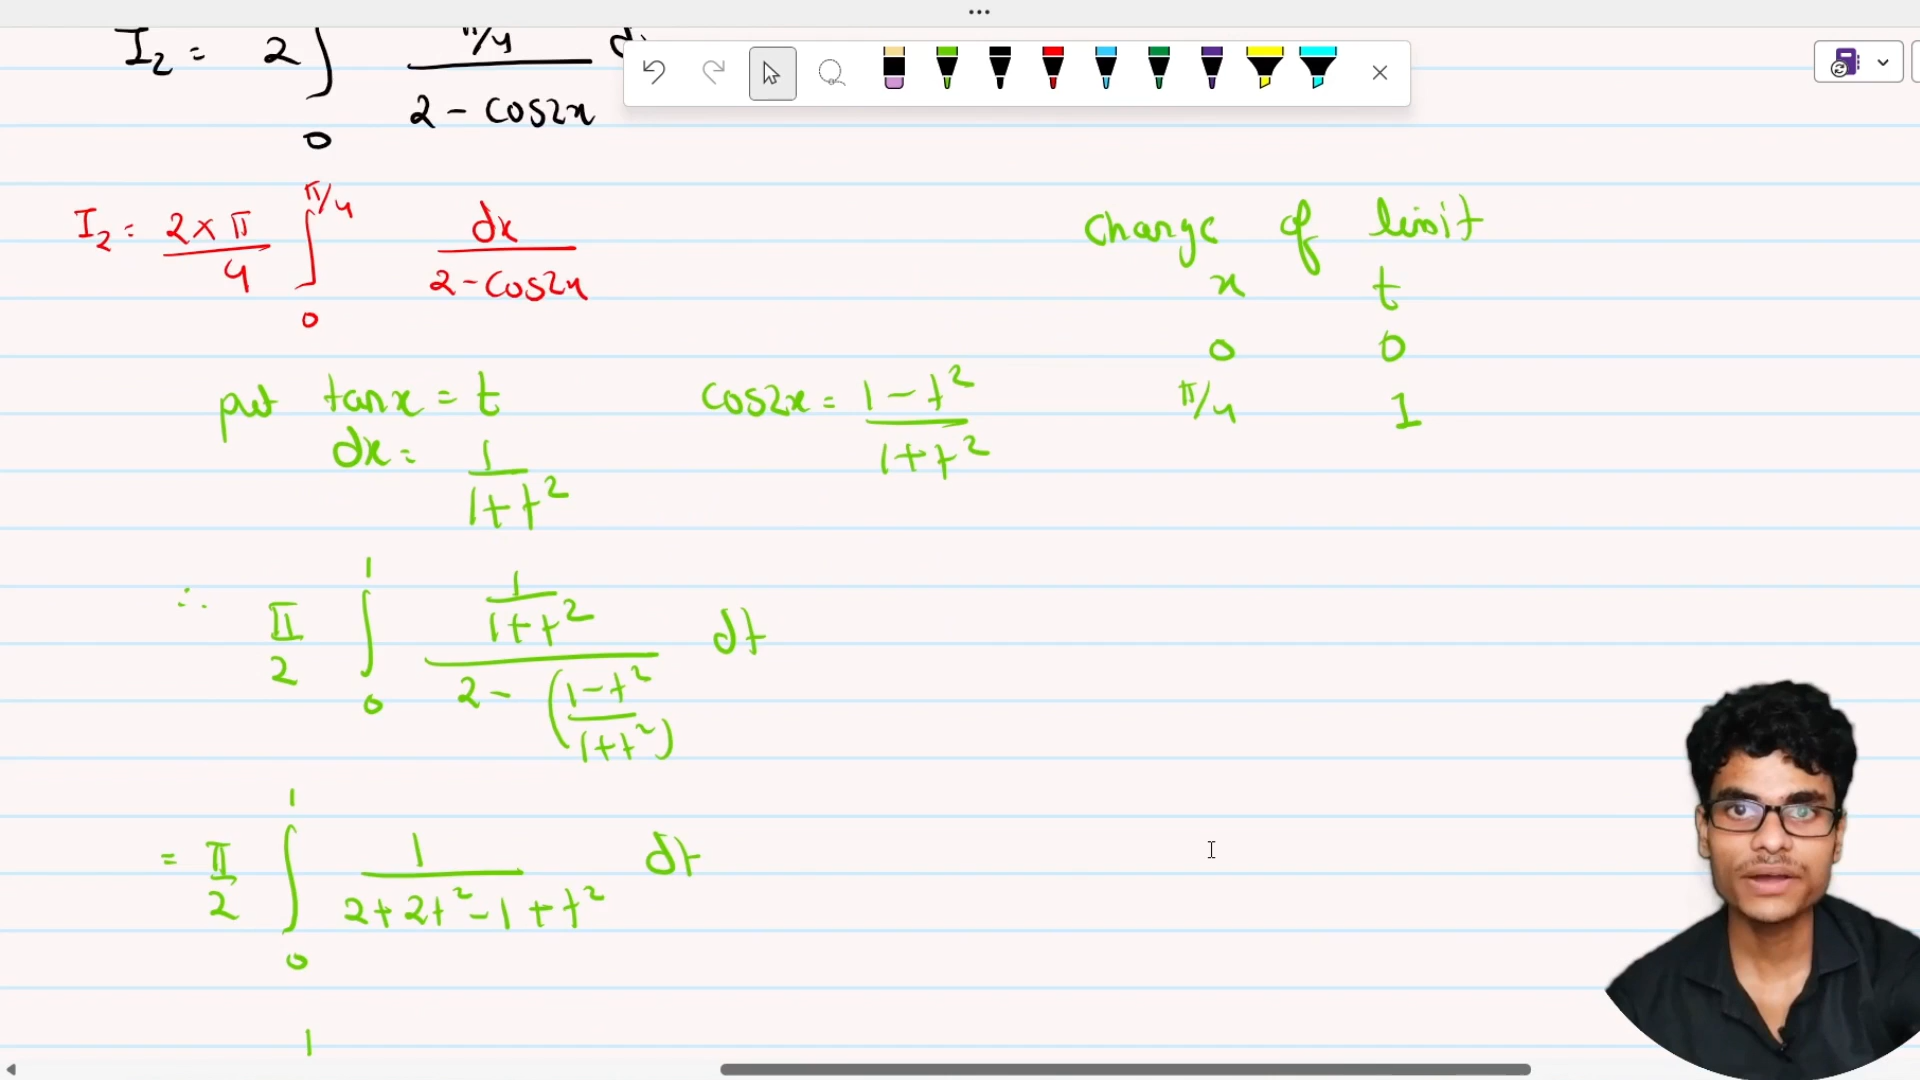 I₂ = 2 ∫₀ (π/4)/(2 - cos2x)
I₂ = (2 × π)/4 ∫₀^(π/4) dx/(2 - cos2x)
change of limit
x t
0 0
π/4 1
put tanx = t cos2x = (1 - t²)/(1 + t²)
dx = 1/(1 + t²)
∴ π/2 ∫₀¹ (1/(1 + t²))/(2 - ((1 - t²)/(1 + t²))) dt
= π/2 ∫₀¹ 1/(2 + 2t² - 1 + t²) dt
1